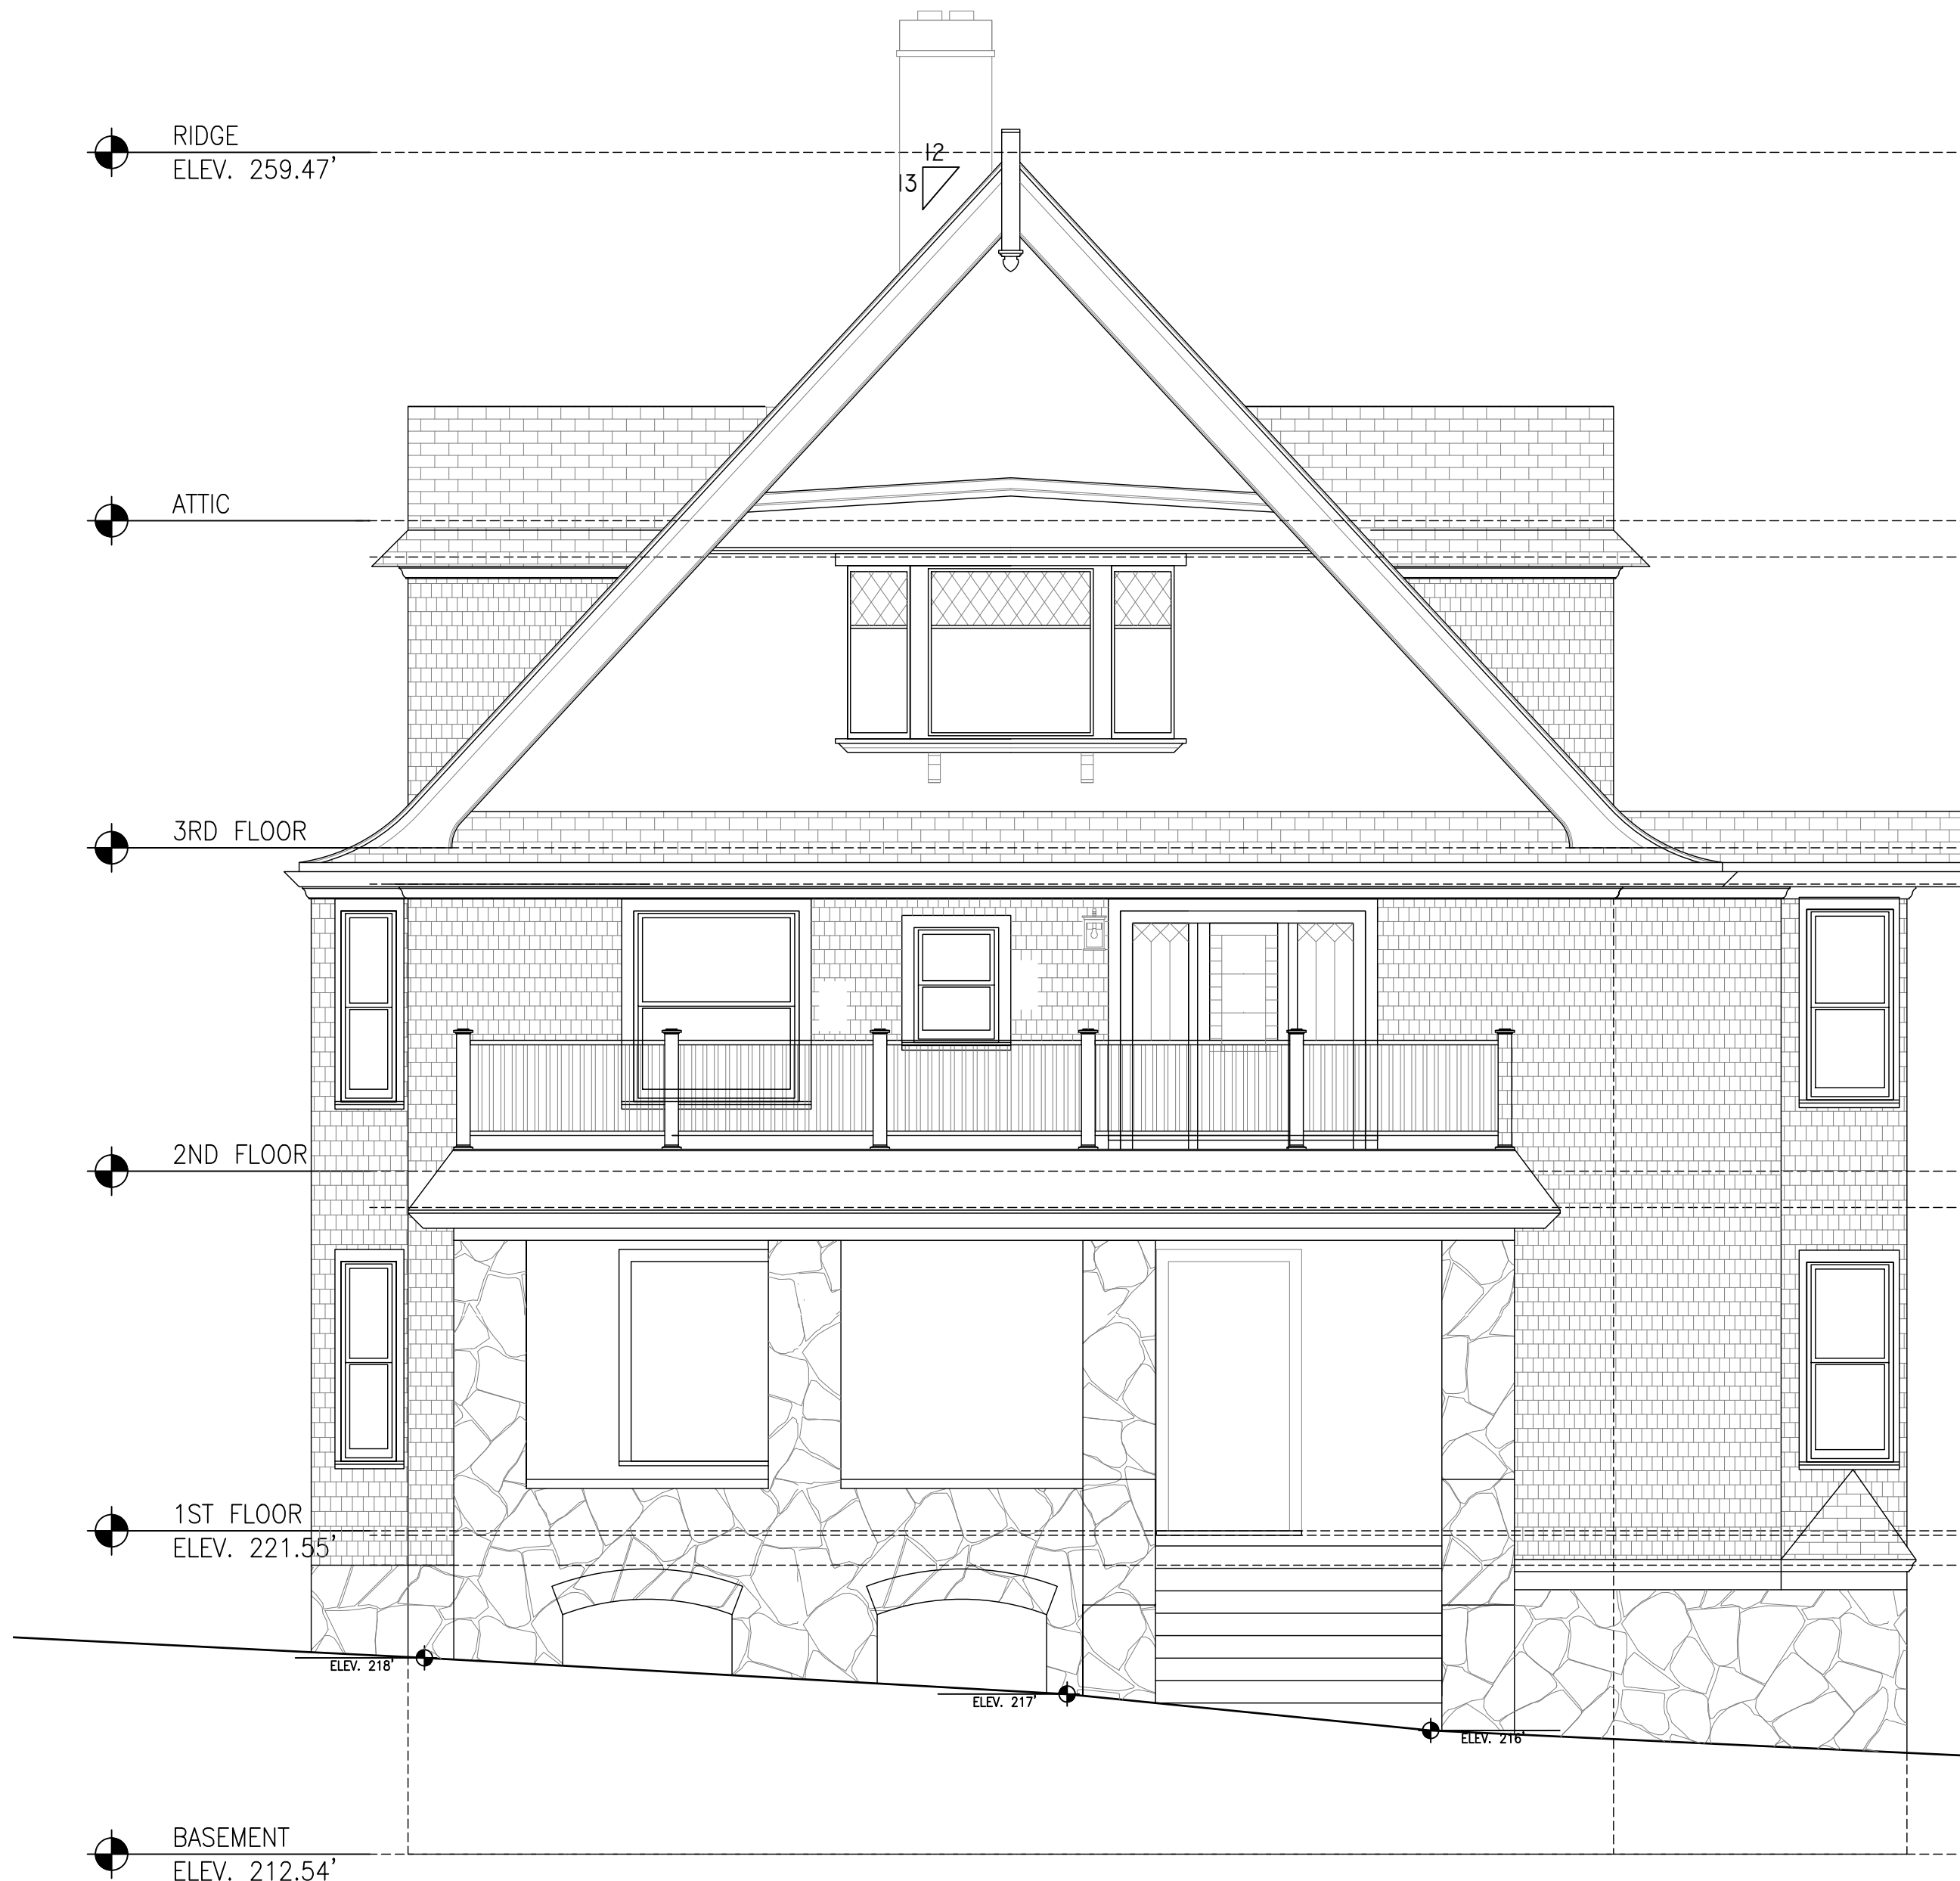 RIDGE
ELEV. 259.47'
12
13
ATTIC
3RD FLOOR
2ND FLOOR
1ST FLOOR
ELEV. 221.55'
ELEV. 218'
ELEV. 217'
ELEV. 216'
BASEMENT
ELEV. 212.54'